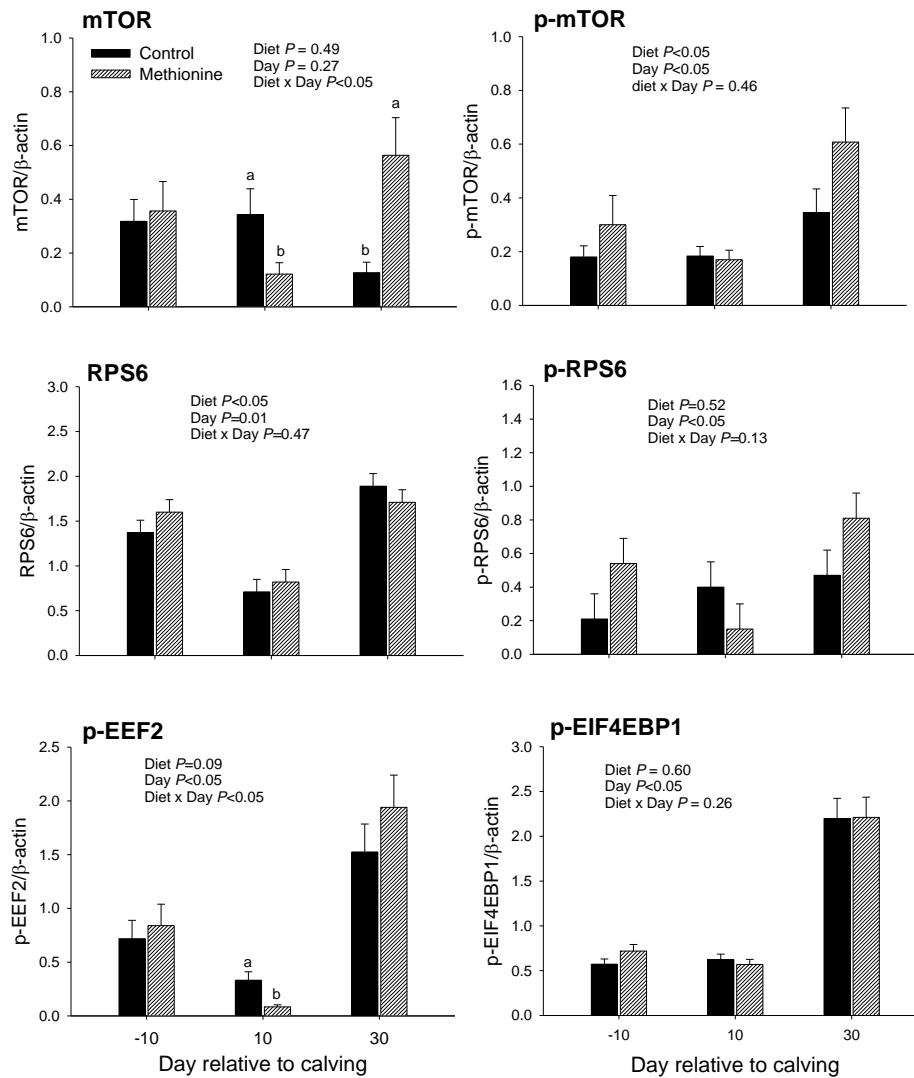 mTOR
1.0
0.8
0.6
0.4
0.2
0.0
mTOR/β-actin
Control
Methionine
Diet P = 0.49
Day P = 0.27
Diet x Day P<0.05
a
b
b
a
p-mTOR
1.0
0.8
0.6
0.4
0.2
0.0
p-mTOR/β-actin
Diet P<0.05
Day P<0.05
diet x Day P = 0.46
RPS6
3.0
2.5
2.0
1.5
1.0
0.5
0.0
RPS6/β-actin
Diet P<0.05
Day P=0.01
Diet x Day P=0.47
p-RPS6
1.6
1.4
1.2
1.0
0.8
0.6
0.4
0.2
0.0
p-RPS6/β-actin
Diet P=0.52
Day P<0.05
Diet x Day P=0.13
p-EEF2
2.5
2.0
1.5
1.0
0.5
0.0
p-EEF2/β-actin
Diet P=0.09
Day P<0.05
Diet x Day P<0.05
a
b
-10 10 30
Day relative to calving
p-EIF4EBP1
3.0
2.5
2.0
1.5
1.0
0.5
0.0
p-EIF4EBP1/β-actin
Diet P = 0.60
Day P<0.05
Diet x Day P = 0.26
-10 10 30
Day relative to calving